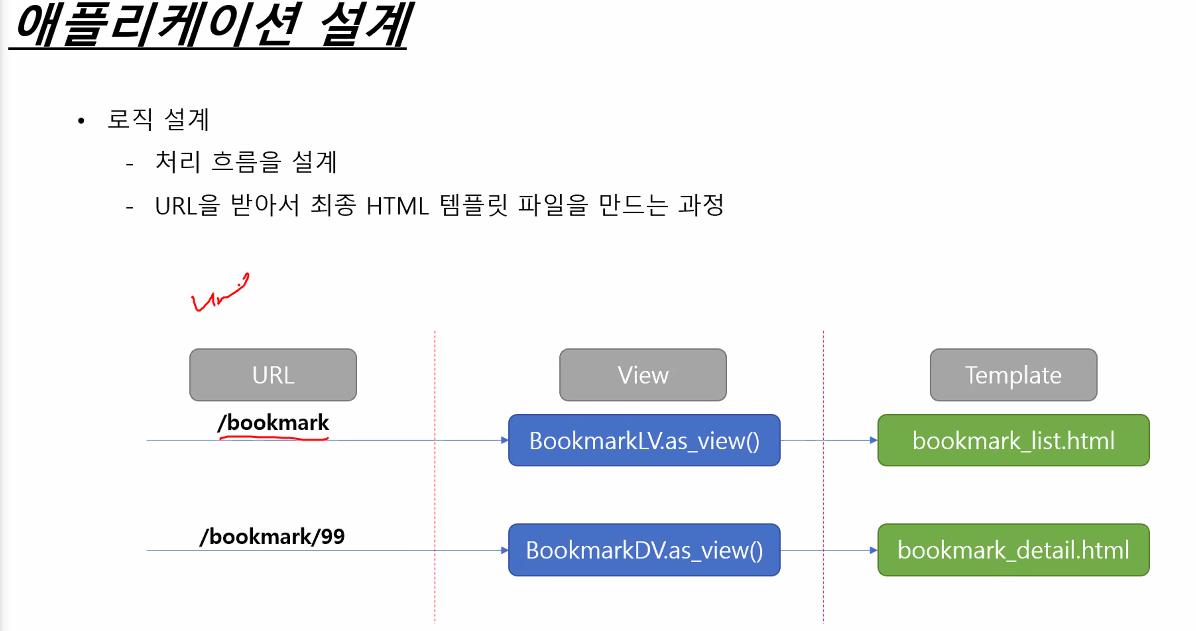 애플리케이션 설계
• 로직 설계
- 처리 흐름을 설계
- URL을 받아서 최종 HTML 템플릿 파일을 만드는 과정
URL
View
Template
/bookmark
BookmarkLV.as_view()
bookmark_list.html
/bookmark/99
BookmarkDV.as_view()
bookmark_detail.html